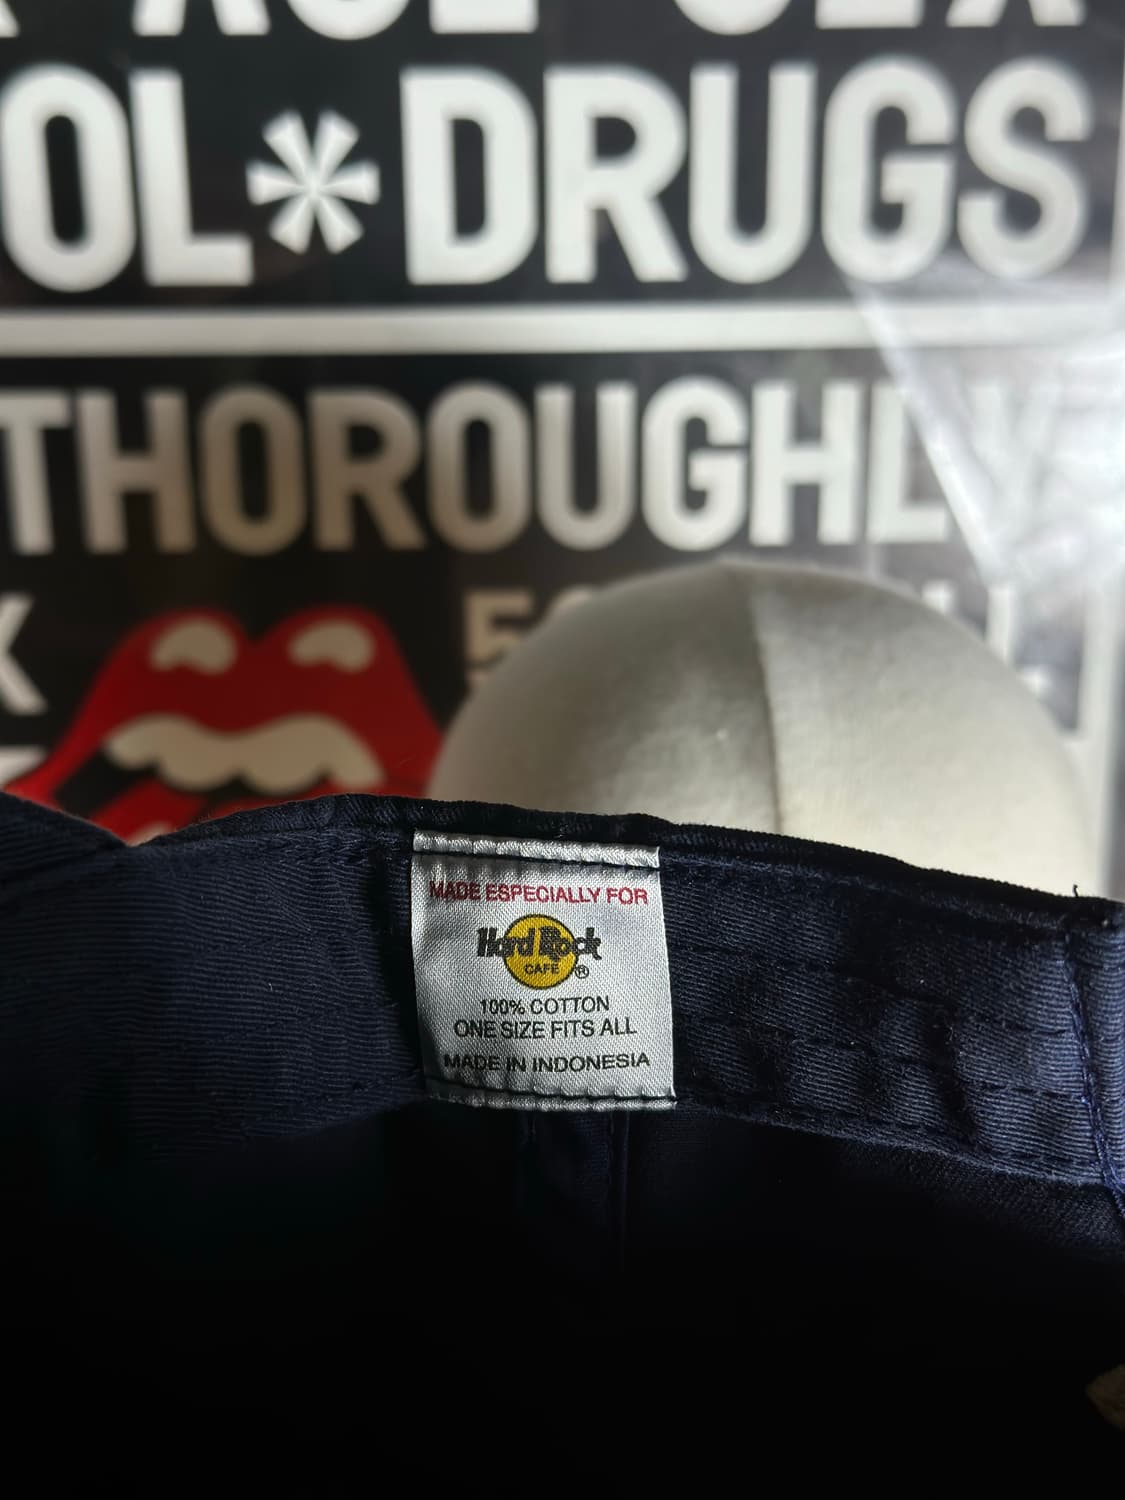 OL*DRUGS
THOROUGHLY
MADE ESPECIALLY FOR
Hard Rock
CAFE ®
100% COTTON
ONE SIZE FITS ALL
MADE IN INDONESIA